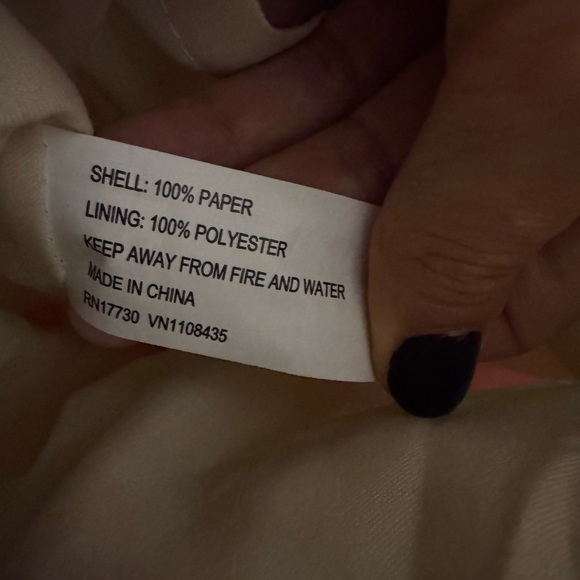 SHELL: 100% PAPER
LINING: 100% POLYESTER
KEEP AWAY FROM FIRE AND WATER
MADE IN CHINA
RN17730 VN1108435